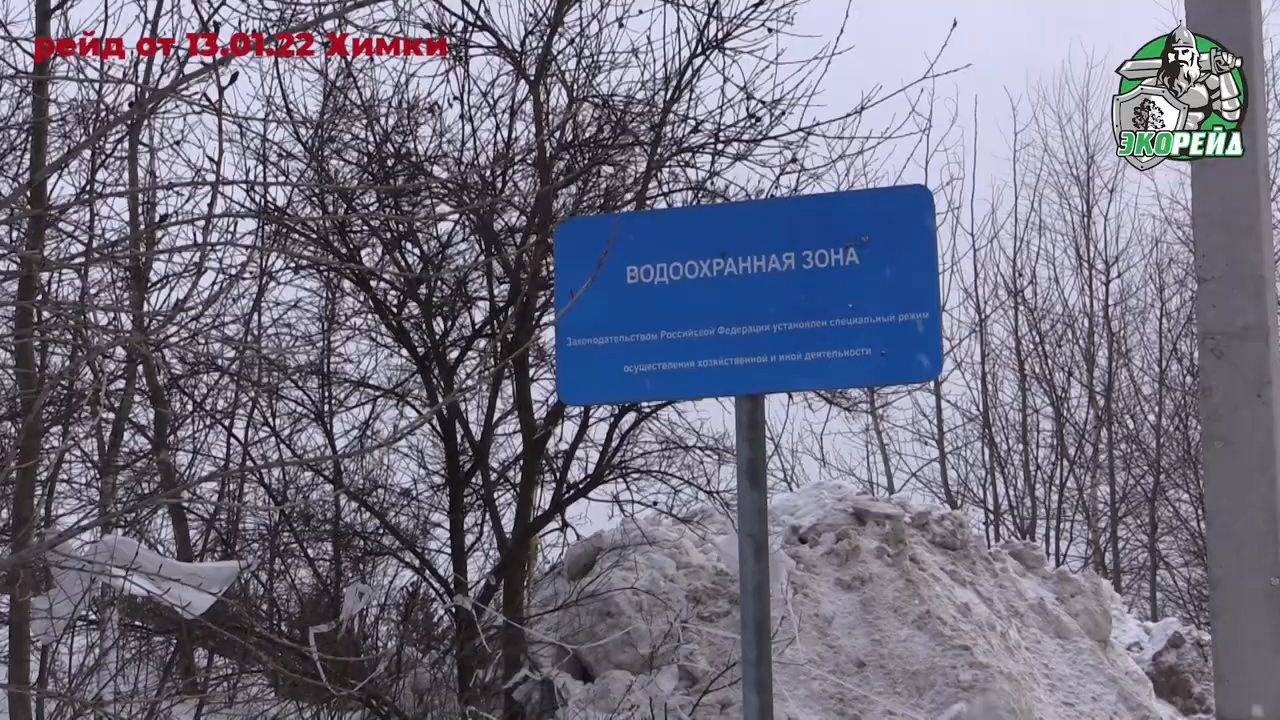 рейд от 13.01.22 Химки
ЭКОРЕЙД
ВОДООХРАННАЯ ЗОНА
Законодательством Российской Федерации установлен специальный режим
осуществления хозяйственной и иной деятельности